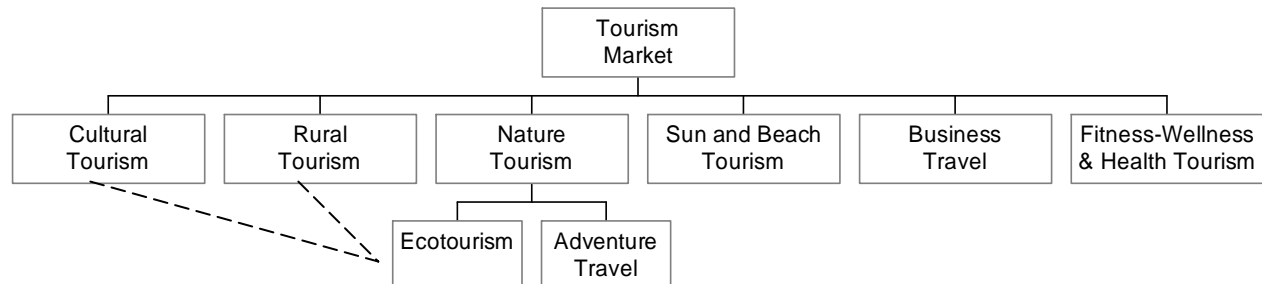 Tourism
Market
Cultural
Tourism
Rural
Tourism
Nature
Tourism
Sun and Beach
Tourism
Business
Travel
Fitness-Wellness
& Health Tourism
Ecotourism
Adventure
Travel